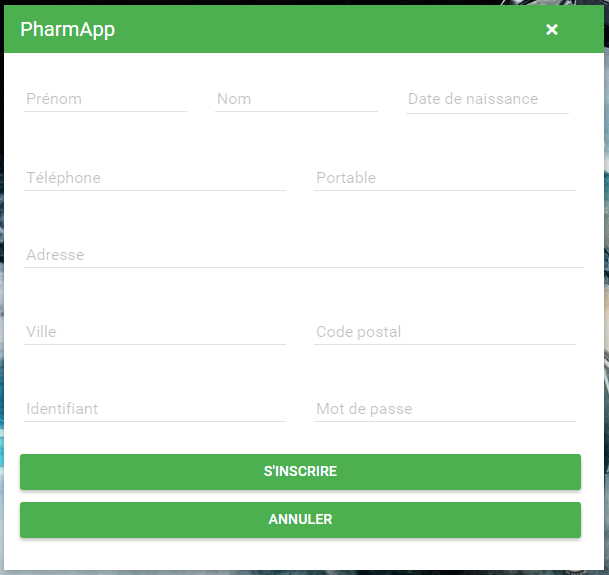 PharmApp ×
Prénom Nom Date de naissance
Téléphone Portable
Adresse
Ville Code postal
Identifiant Mot de passe
S'INSCRIRE
ANNULER